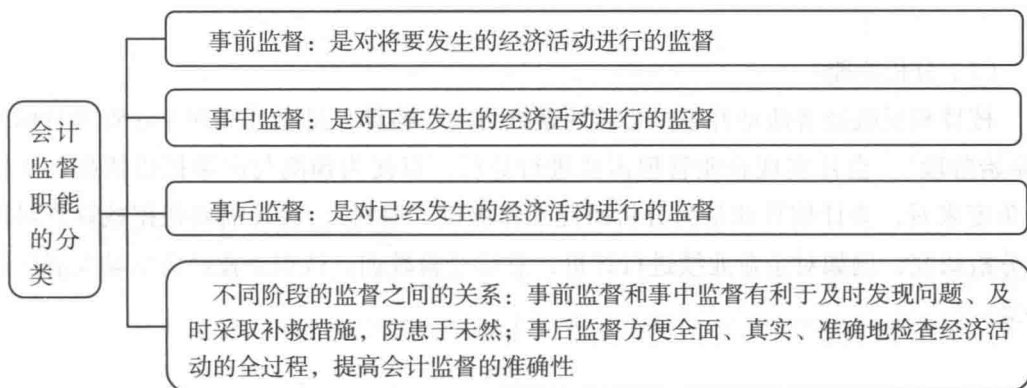 事前监督：是对将要发生的经济活动进行的监督
事中监督：是对正在发生的经济活动进行的监督
事后监督：是对已经发生的经济活动进行的监督
会计
监督
职能
的分
类
不同阶段的监督之间的关系：事前监督和事中监督有利于及时发现问题、及
时采取补救措施，防患于未然；事后监督方便全面、真实、准确地检查经济活
动的全过程，提高会计监督的准确性